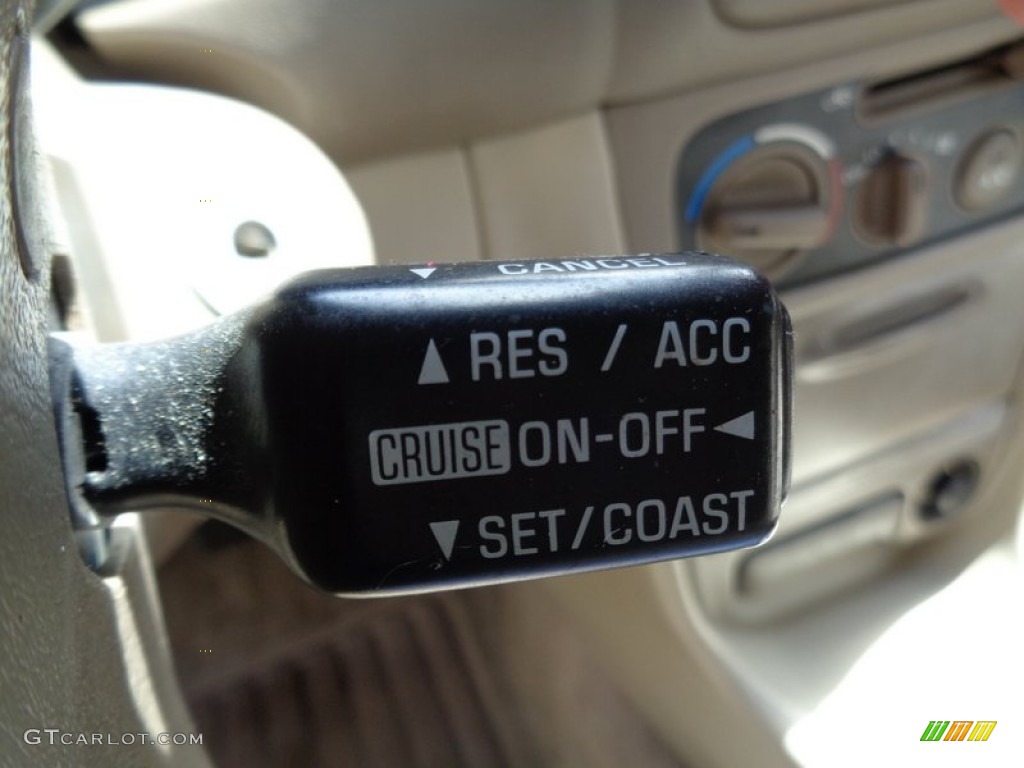 ▼ CANCEL
▲ RES / ACC
CRUISE ON-OFF ◀
▼ SET/COAST
GTCARLOT.COM